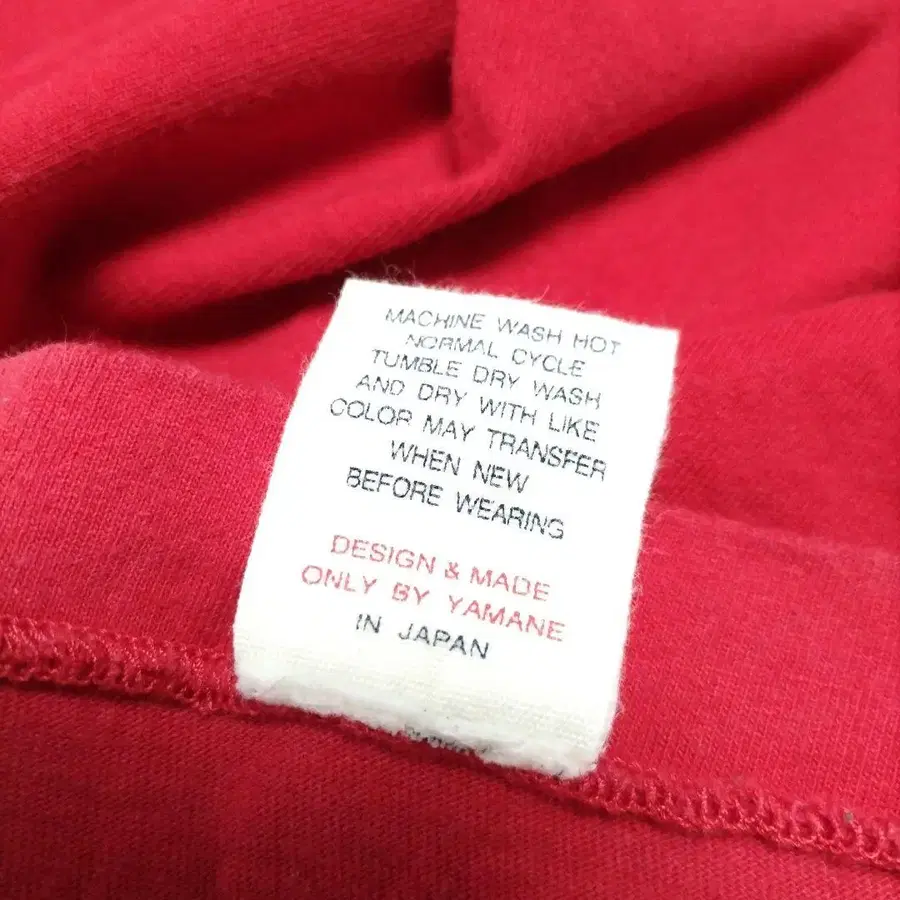 MACHINE WASH HOT
NORMAL CYCLE
TUMBLE DRY WASH
AND DRY WITH LIKE
COLOR MAY TRANSFER
WHEN NEW
BEFORE WEARING
DESIGN & MADE
ONLY BY YAMANE
IN JAPAN